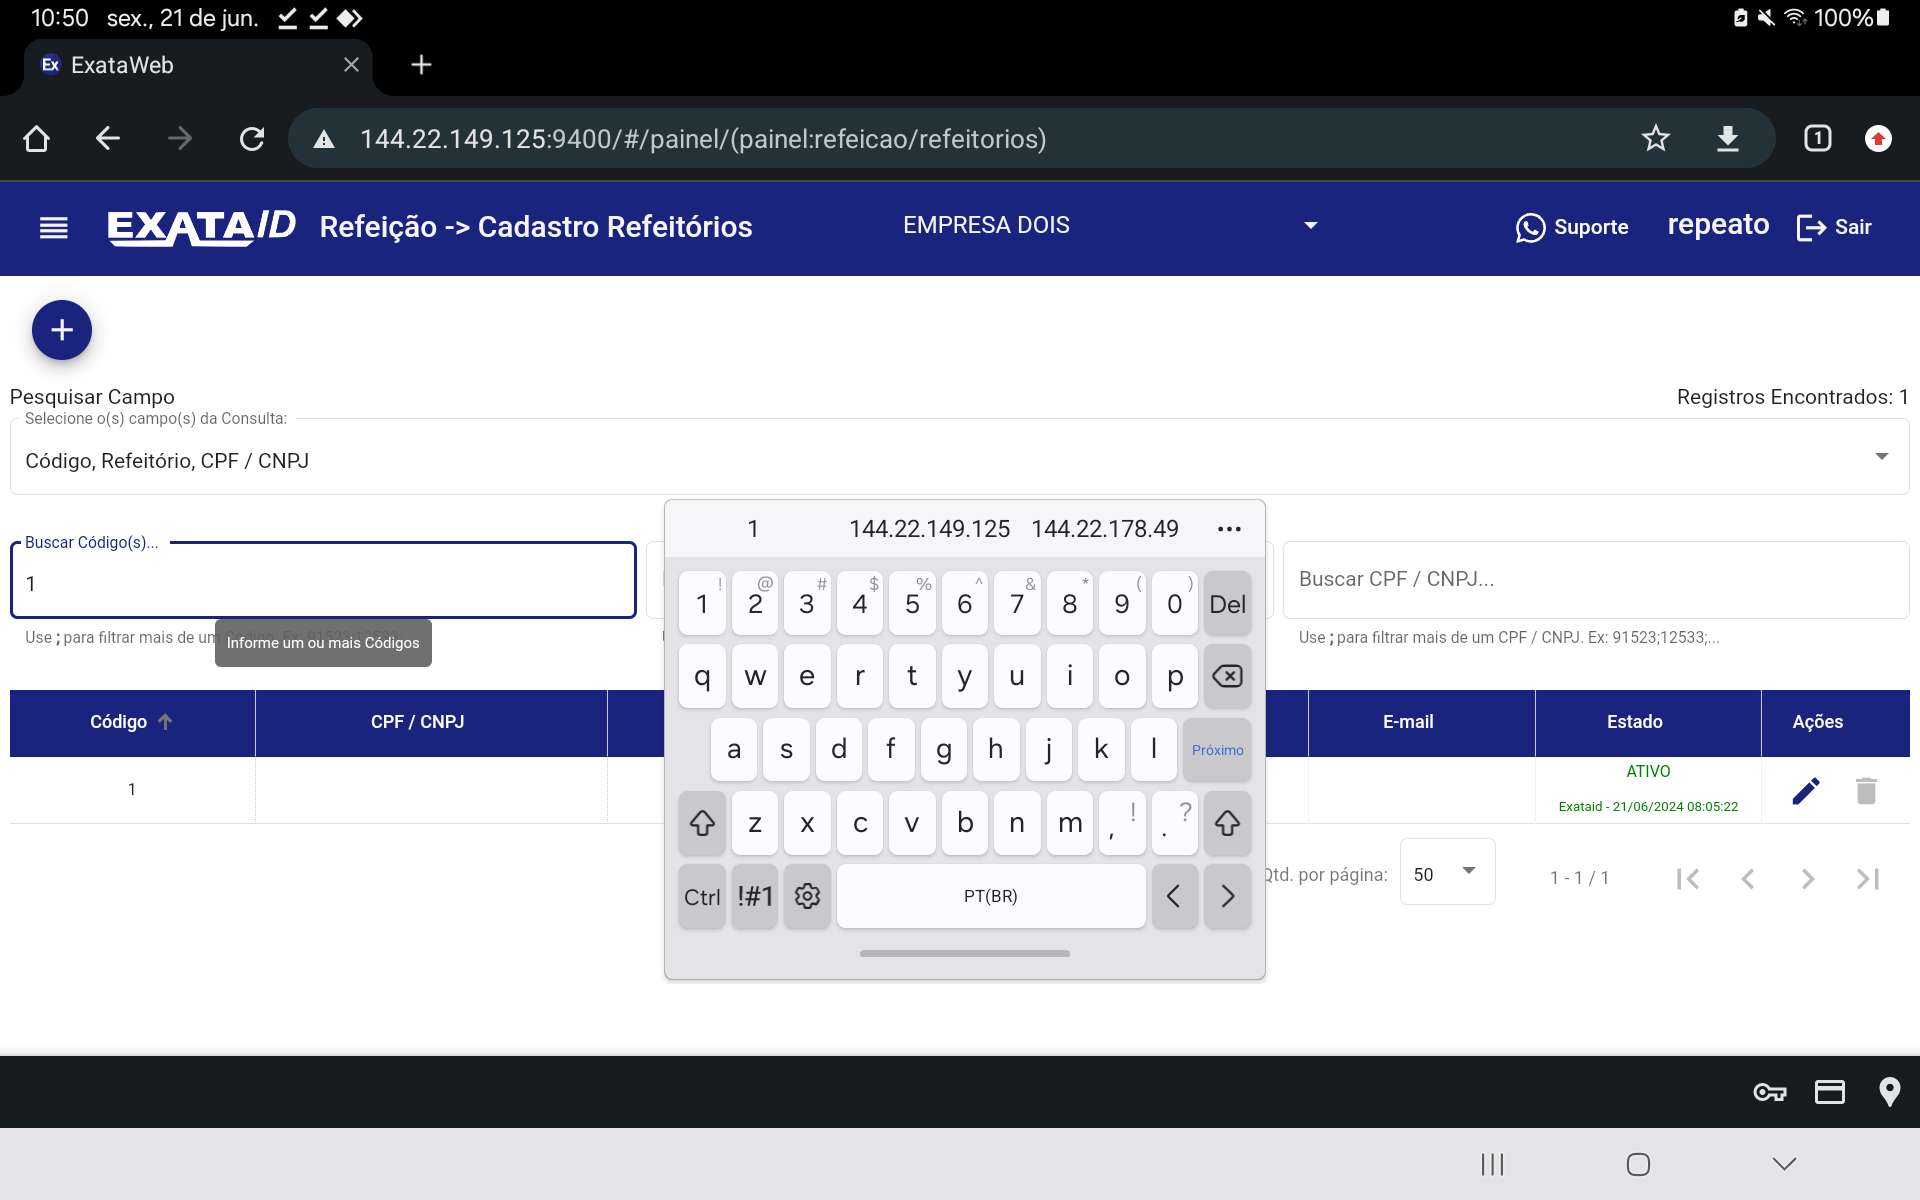 10:50 sex., 21 de jun. 100%
Ex ExataWeb
144.22.149.125:9400/#/painel/(painel:refeicao/refeitorios) 1
EXATA/ID Refeição -> Cadastro Refeitórios EMPRESA DOIS Suporte repeato Sair
+
Pesquisar Campo Registros Encontrados: 1
Selecione o(s) campo(s) da Consulta:
Código, Refeitório, CPF / CNPJ
Buscar Código(s)...
1
Buscar CPF / CNPJ...
Use ; para filtrar mais de um
Informe um ou mais Códigos
Use ; para filtrar mais de um CPF / CNPJ. Ex: 91523;12533;...
Código CPF / CNPJ E-mail Estado Ações
1 ATIVO
Exataid - 21/06/2024 08:05:22
Qtd. por página: 50 1 - 1 / 1
1 144.22.149.125 144.22.178.49 ...
! @ # $ % ^ & * ( )
1 2 3 4 5 6 7 8 9 0 Del
q w e r t y u i o p
a s d f g h j k l Próximo
z x c v b n m , ! . ?
Ctrl !#1 PT(BR) < >